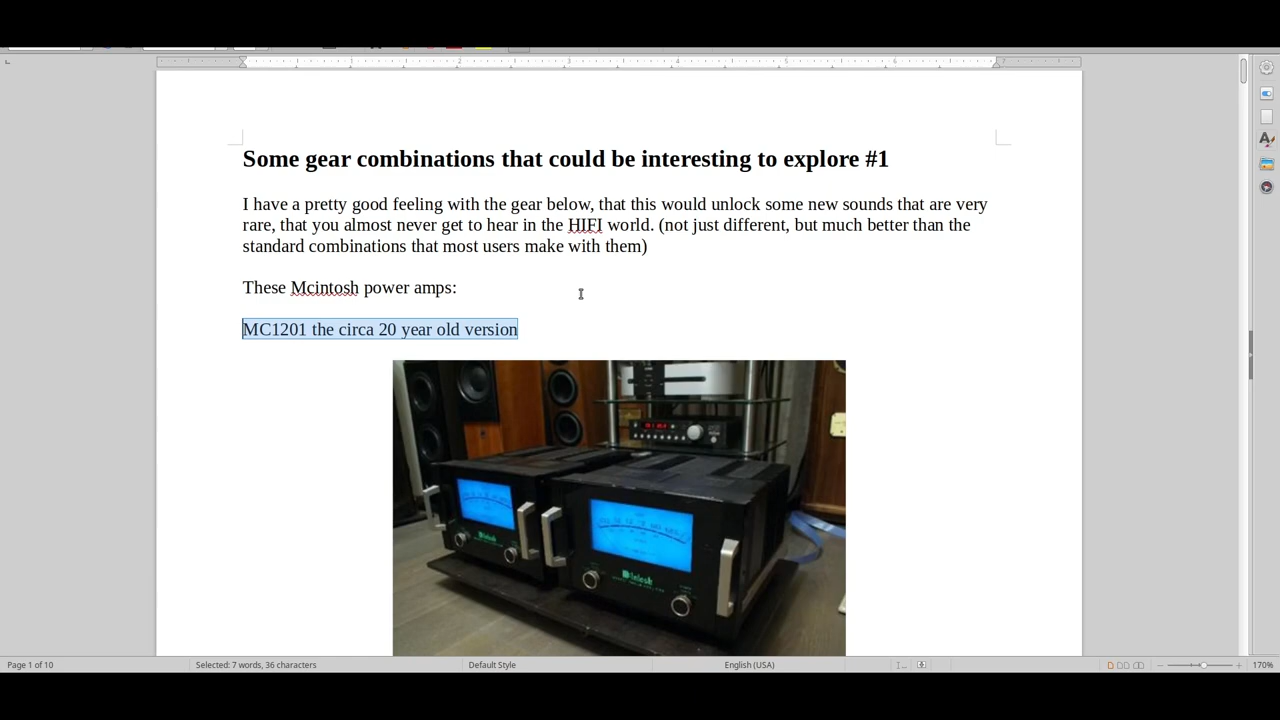 Some gear combinations that could be interesting to explore #1
I have a pretty good feeling with the gear below, that this would unlock some new sounds that are very
rare, that you almost never get to hear in the HIFI world. (not just different, but much better than the
standard combinations that most users make with them)
These Mcintosh power amps:
MC1201 the circa 20 year old version
Page 1 of 10
Selected: 7 words, 36 characters
Default Style
English (USA)
170%